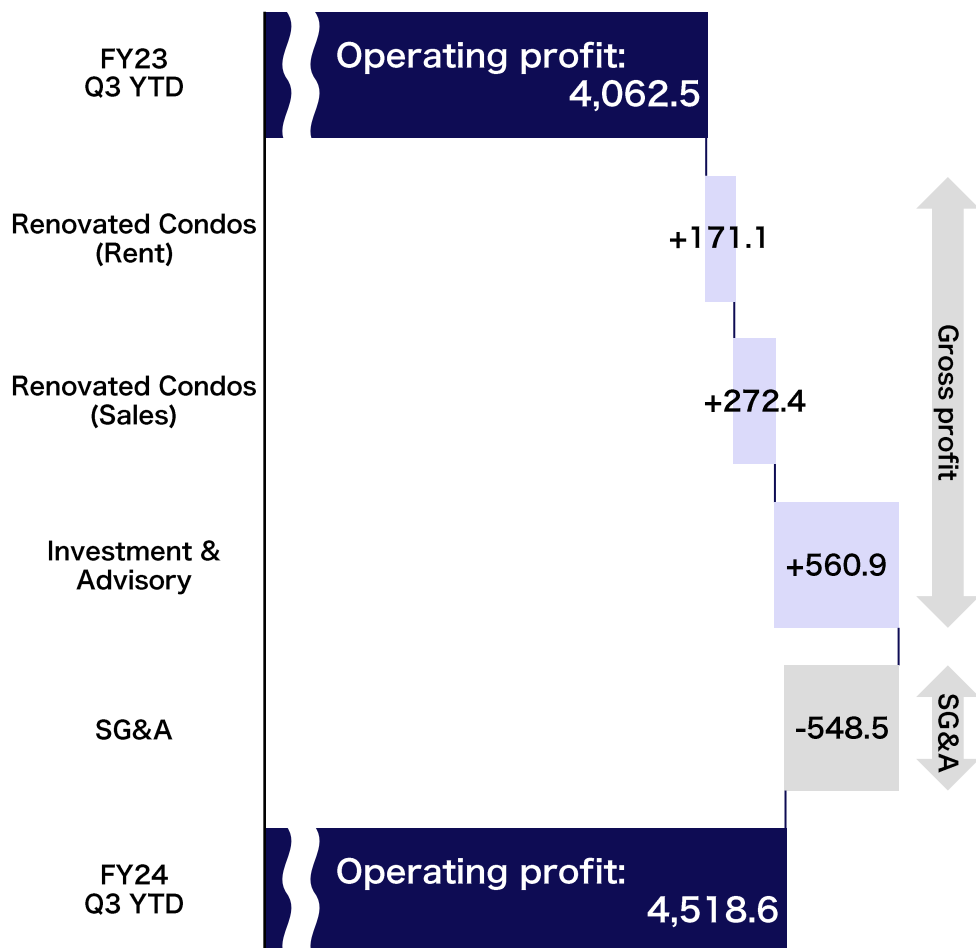 FY23
Q3 YTD
Operating profit:
4,062.5
Renovated Condos
(Rent)
+171.1
Renovated Condos
(Sales)
+272.4
Investment &
Advisory
+560.9
Gross profit
SG&A
-548.5
SG&A
FY24
Q3 YTD
Operating profit:
4,518.6